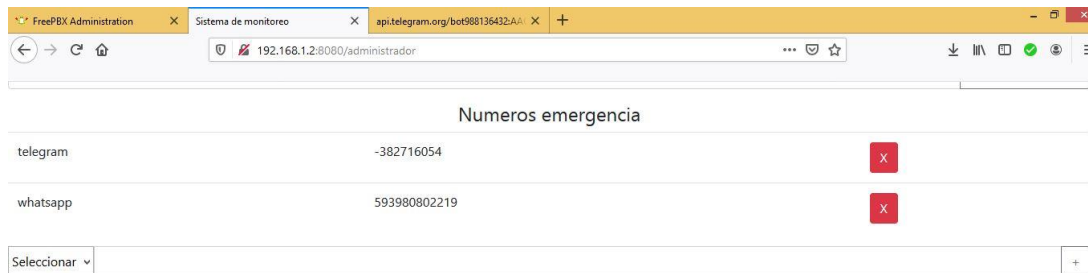 FreePBX Administration
Sistema de monitoreo
api.telegram.org/bot988136432:AA
192.168.1.2:8080/administrador
Numeros emergencia
telegram -382716054 X
whatsapp 593980802219 X
Seleccionar +